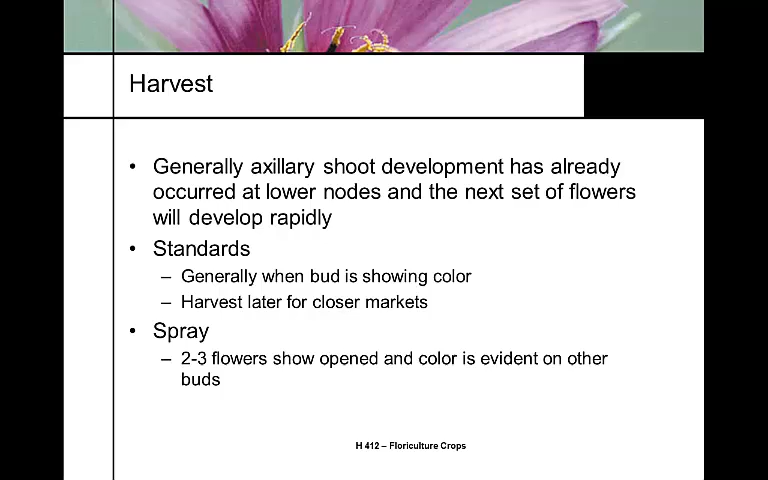 Harvest
• Generally axillary shoot development has already
occurred at lower nodes and the next set of flowers
will develop rapidly
• Standards
– Generally when bud is showing color
– Harvest later for closer markets
• Spray
– 2-3 flowers show opened and color is evident on other
buds
H 412 – Floriculture Crops